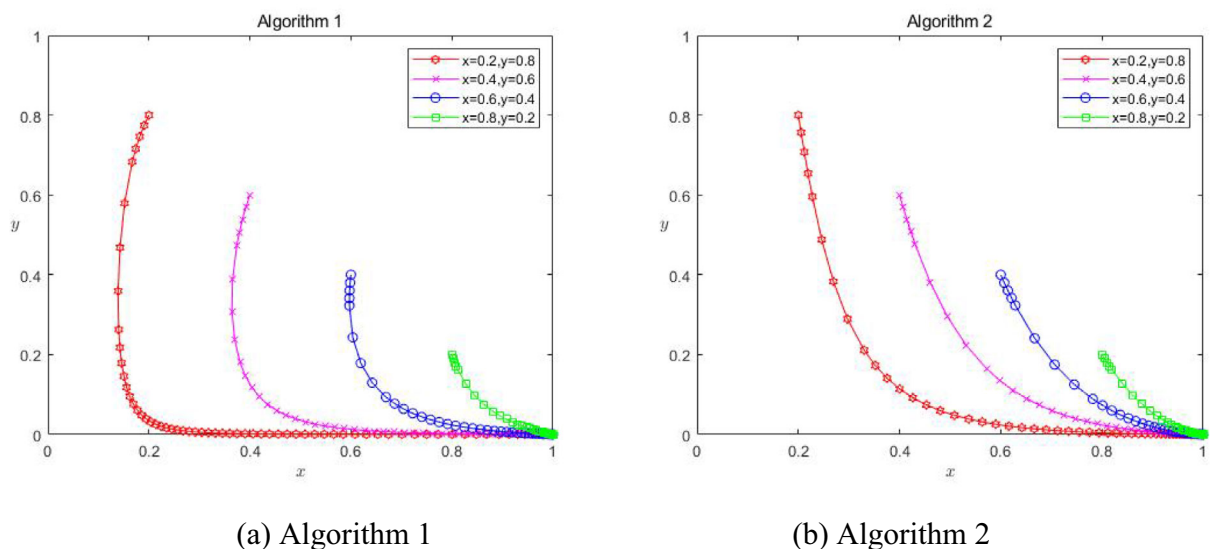 Algorithm 1
1
0.8
0.6
y
0.4
0.2
0
0 0.2 0.4 0.6 0.8 1
x
x=0.2,y=0.8
x=0.4,y=0.6
x=0.6,y=0.4
x=0.8,y=0.2
(a) Algorithm 1
Algorithm 2
1
0.8
0.6
y
0.4
0.2
0
0 0.2 0.4 0.6 0.8 1
x
x=0.2,y=0.8
x=0.4,y=0.6
x=0.6,y=0.4
x=0.8,y=0.2
(b) Algorithm 2